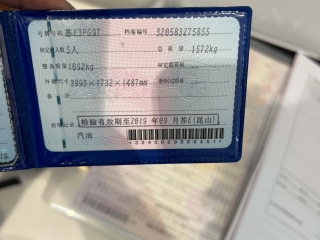 号牌号码 苏E3PG97 档案编号 320583275855
核定载人数 5人 总质量 1572kg
整备质量 1092kg 核定载质量
外廓尺寸 3993×1732×1487mm 准牵引总质量
备注
检验记录 检验有效期至2019年09月苏E(昆山)
汽油